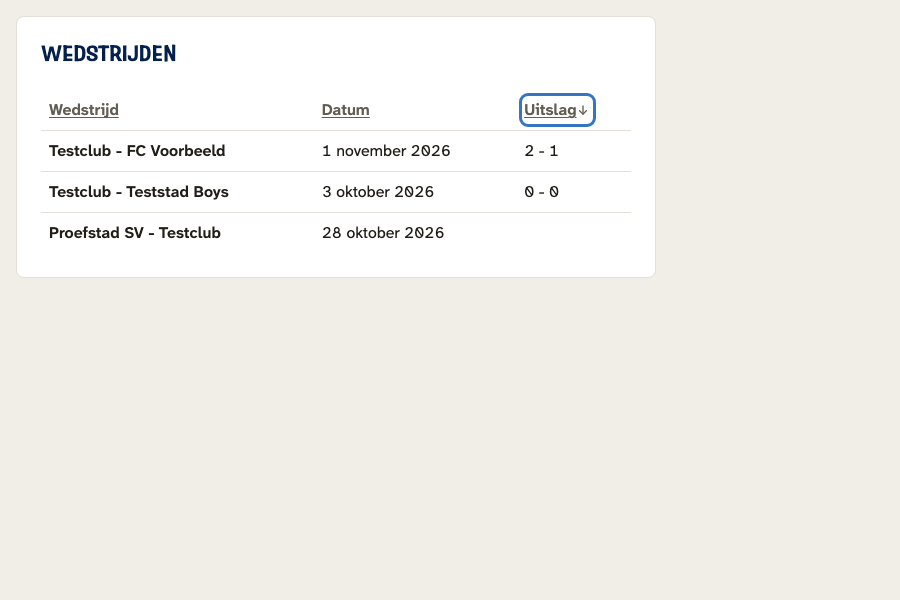 WEDSTRIJDEN
Wedstrijd Datum Uitslag↓
Testclub - FC Voorbeeld 1 november 2026 2 - 1
Testclub - Teststad Boys 3 oktober 2026 0 - 0
Proefstad SV - Testclub 28 oktober 2026